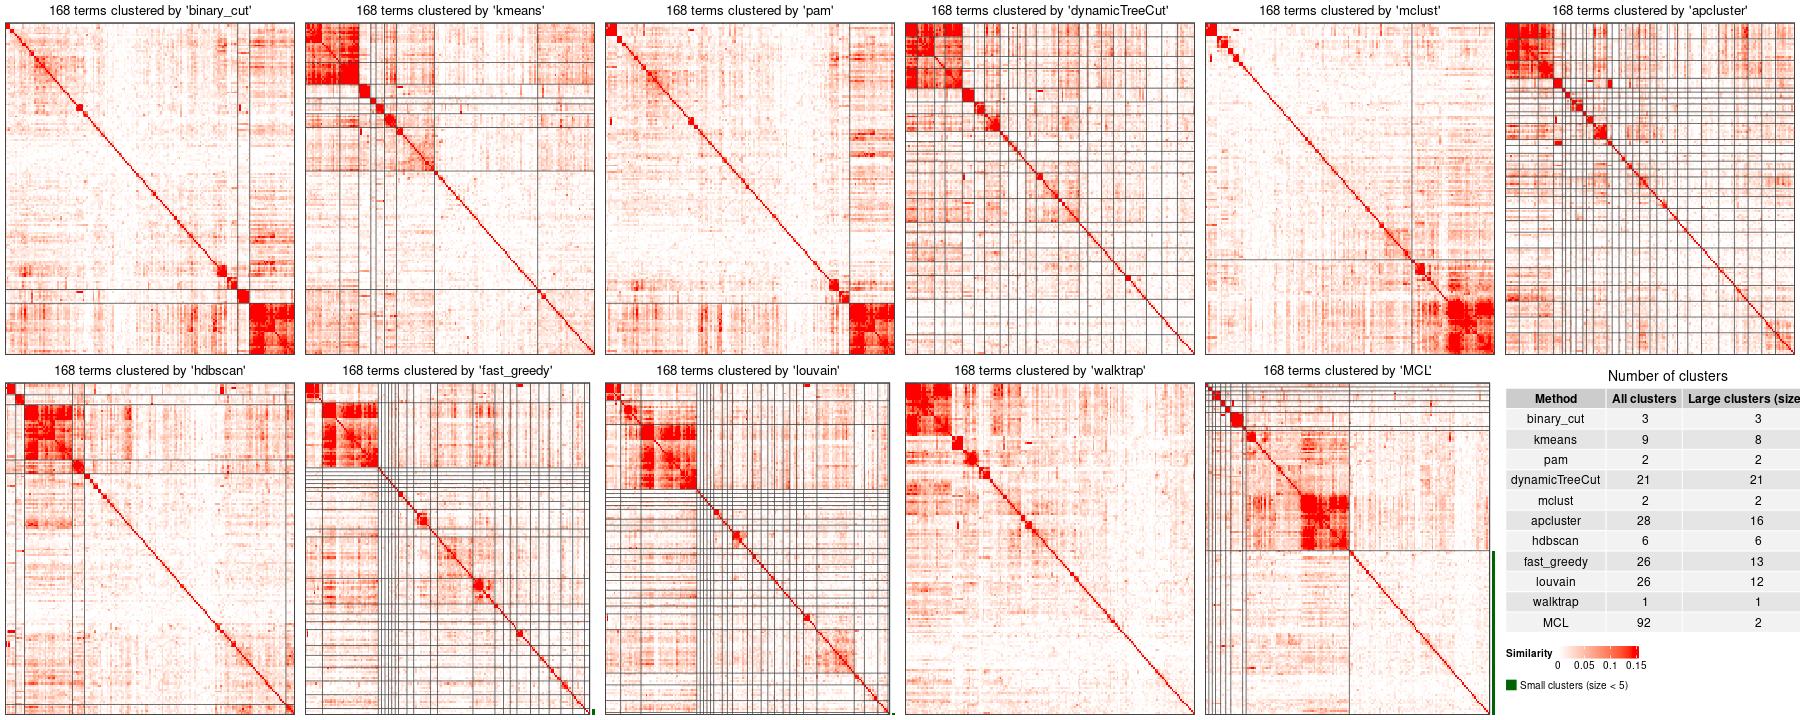 168 terms clustered by 'binary_cut'
168 terms clustered by 'kmeans'
168 terms clustered by 'pam'
168 terms clustered by 'dynamicTreeCut'
168 terms clustered by 'mclust'
168 terms clustered by 'apcluster'
168 terms clustered by 'hdbscan'
168 terms clustered by 'fast_greedy'
168 terms clustered by 'louvain'
168 terms clustered by 'walktrap'
168 terms clustered by 'MCL'
Number of clusters
Method All clusters Large clusters (size
binary_cut 3 3
kmeans 9 8
pam 2 2
dynamicTreeCut 21 21
mclust 2 2
apcluster 28 16
hdbscan 6 6
fast_greedy 26 13
louvain 26 12
walktrap 1 1
MCL 92 2
Similarity
0 0.05 0.1 0.15
Small clusters (size < 5)